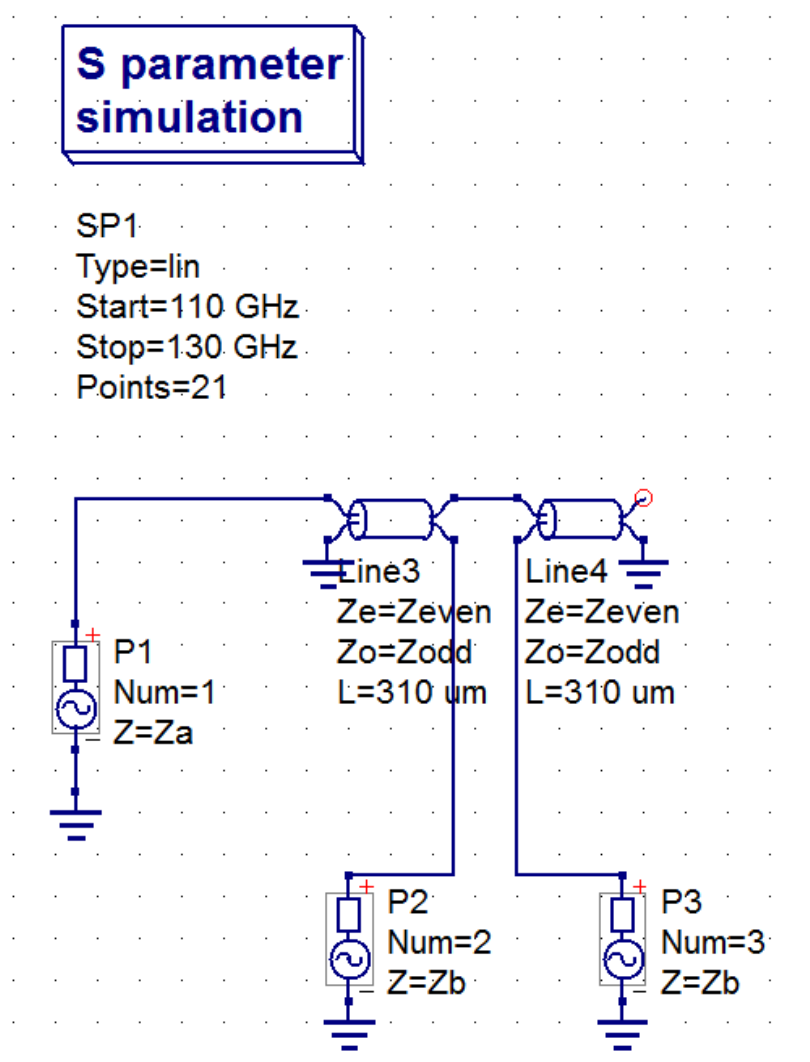 S parameter
simulation
SP1
Type=lin
Start=110 GHz
Stop=130 GHz
Points=21
Line3
Ze=Zeven
Zo=Zodd
L=310 um
Line4
Ze=Zeven
Zo=Zodd
L=310 um
+
P1
Num=1
Z=Za
–
+
P2
Num=2
Z=Zb
–
+
P3
Num=3
Z=Zb
–